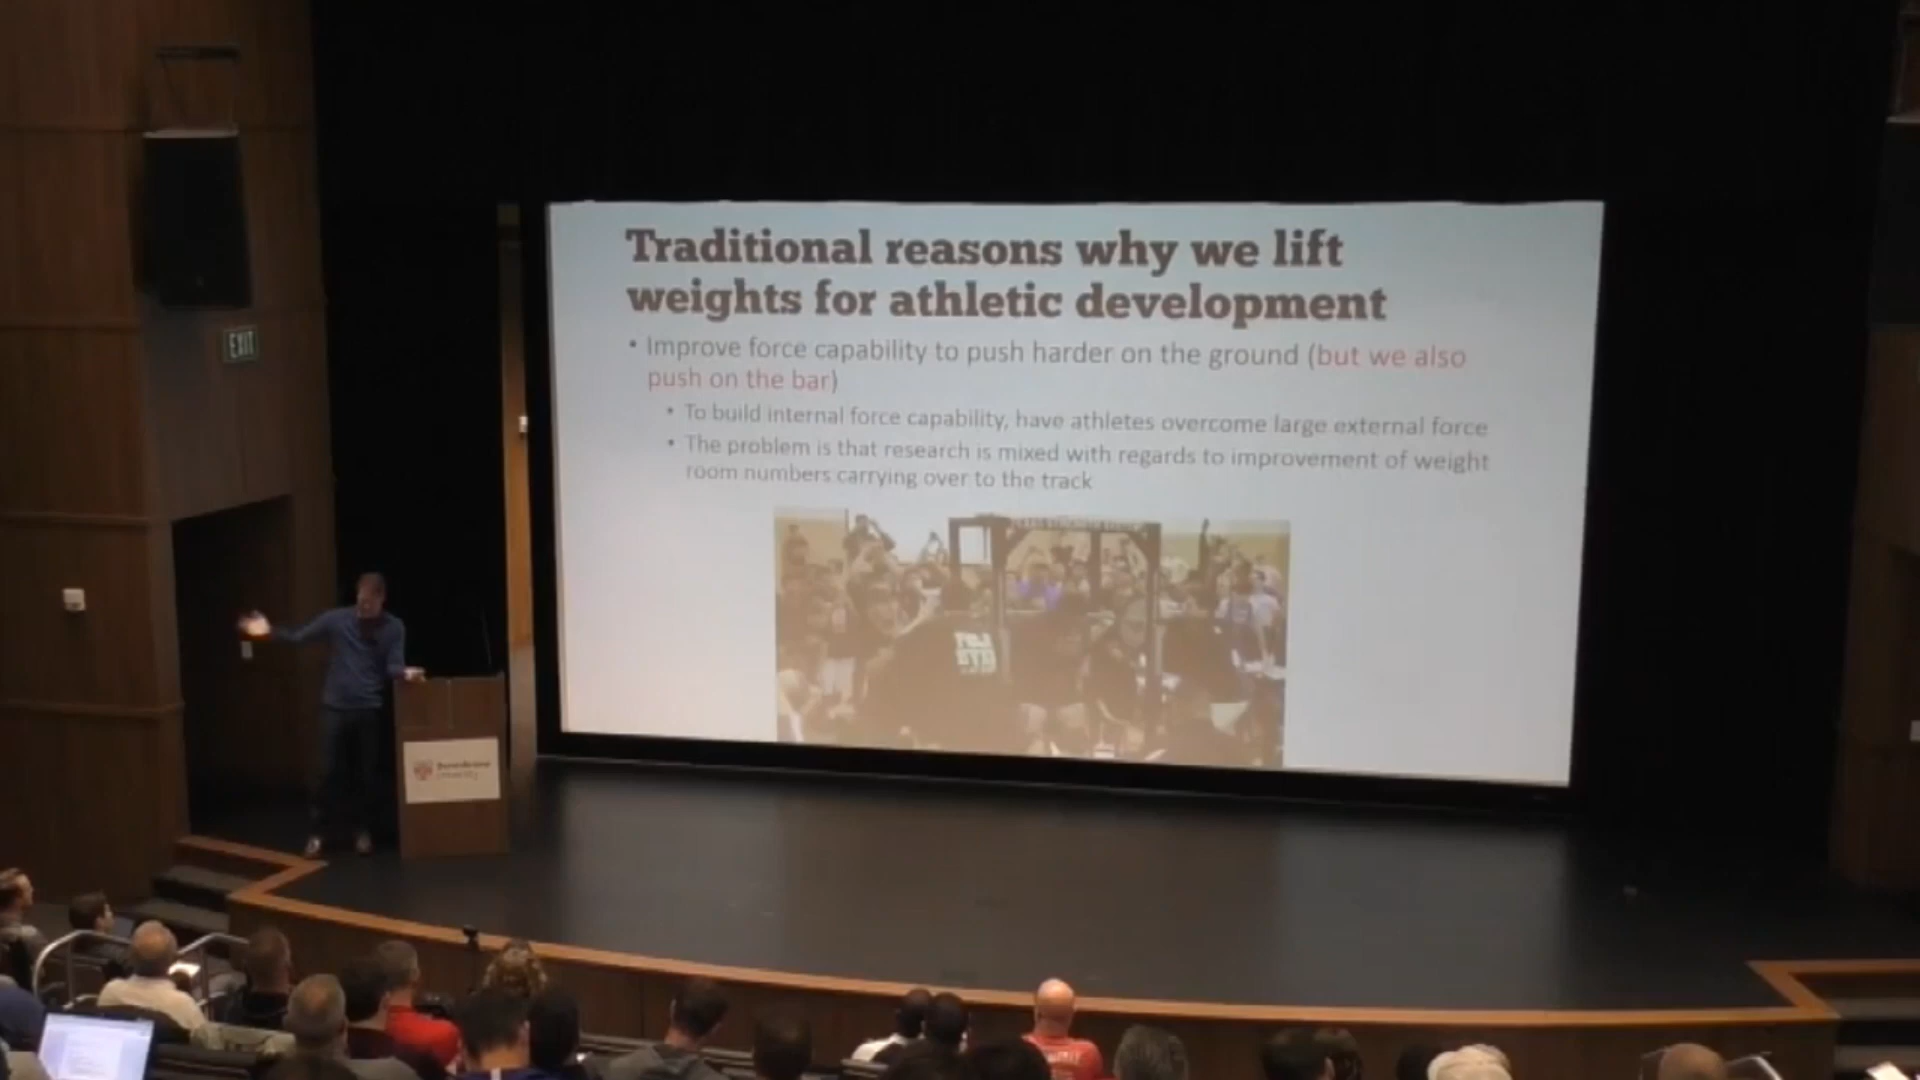 Traditional reasons why we lift
weights for athletic development
• Improve force capability to push harder on the ground (but we also
push on the bar)
• To build internal force capability, have athletes overcome large external force
• The problem is that research is mixed with regards to improvement of weight
room numbers carrying over to the track
EXIT
Benedictine
University